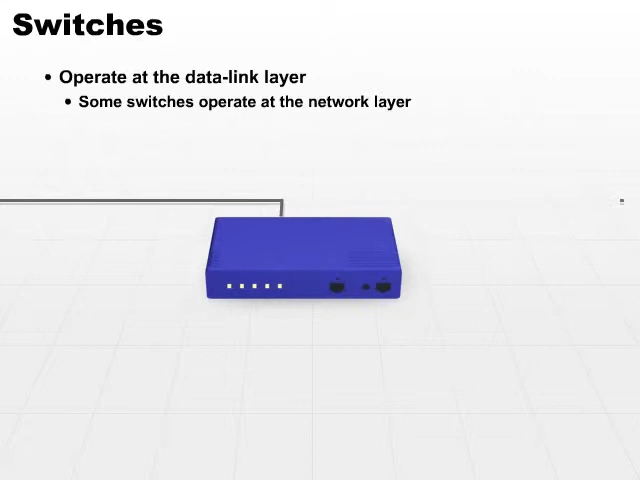 Switches
• Operate at the data-link layer
• Some switches operate at the network layer